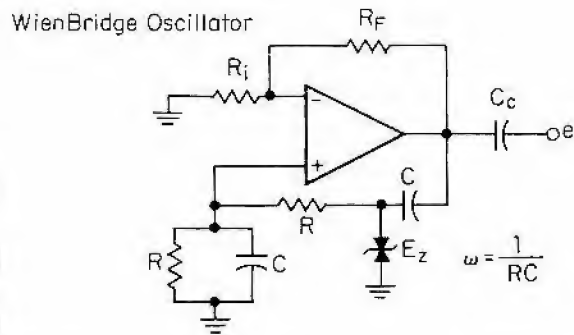 WienBridge Oscillator
R_F
R_i
C_c
−
e
+
C
R
R
C
E_z
ω = 1/RC